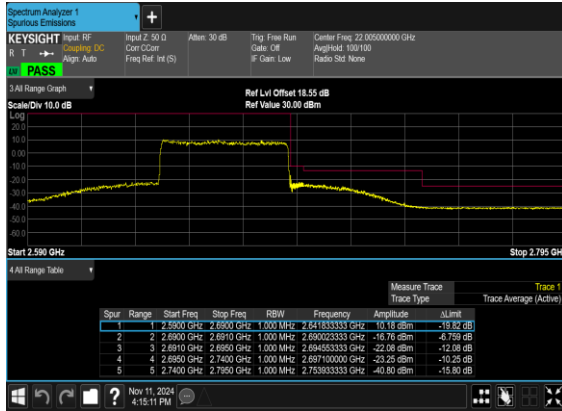 Spectrum Analyzer 1
Spurious Emissions
+
KEYSIGHT Input: RF Input Z: 50 Ω Atten: 30 dB Trig: Free Run Center Freq: 22.005000000 GHz
R T Coupling: DC Corr CCorr Gate: Off Avg|Hold: 100/100
Align: Auto Freq Ref: Int (S) IF Gain: Low Radio Std: None
PASS
3 All Range Graph
Ref Lvl Offset 18.55 dB
Scale/Div 10.0 dB Ref Value 30.00 dBm
Log
20.0
10.0
0.00
-10.0
-20.0
-30.0
-40.0
-50.0
-60.0
Start 2.590 GHz Stop 2.795 GH
4 All Range Table
Measure Trace Trace 1
Trace Type Trace Average (Active)
Spur Range Start Freq Stop Freq RBW Frequency Amplitude ΔLimit
1 1 2.5900 GHz 2.6900 GHz 1.000 MHz 2.641833333 GHz 10.18 dBm -19.82 dB
2 2 2.6900 GHz 2.6910 GHz 1.000 MHz 2.690023333 GHz -16.76 dBm -6.759 dB
3 3 2.6910 GHz 2.6950 GHz 1.000 MHz 2.694553333 GHz -22.08 dBm -12.08 dB
4 4 2.6950 GHz 2.7400 GHz 1.000 MHz 2.697100000 GHz -23.25 dBm -10.25 dB
5 5 2.7400 GHz 2.7950 GHz 1.000 MHz 2.753933333 GHz -40.80 dBm -15.80 dB
? Nov 11, 2024
4:15:11 PM